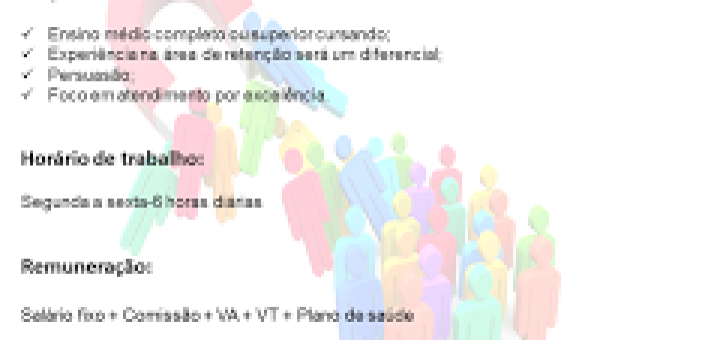 ✓ Ensino médio completo ou superior cursando;
✓ Experiência na área de retenção será um diferencial;
✓ Persuasão;
✓ Foco em atendimento por excelência.
Horário de trabalho:
Segunda a sexta-6 horas diárias
Remuneração:
Salário fixo + Comissão + VA + VT + Plano de saúde